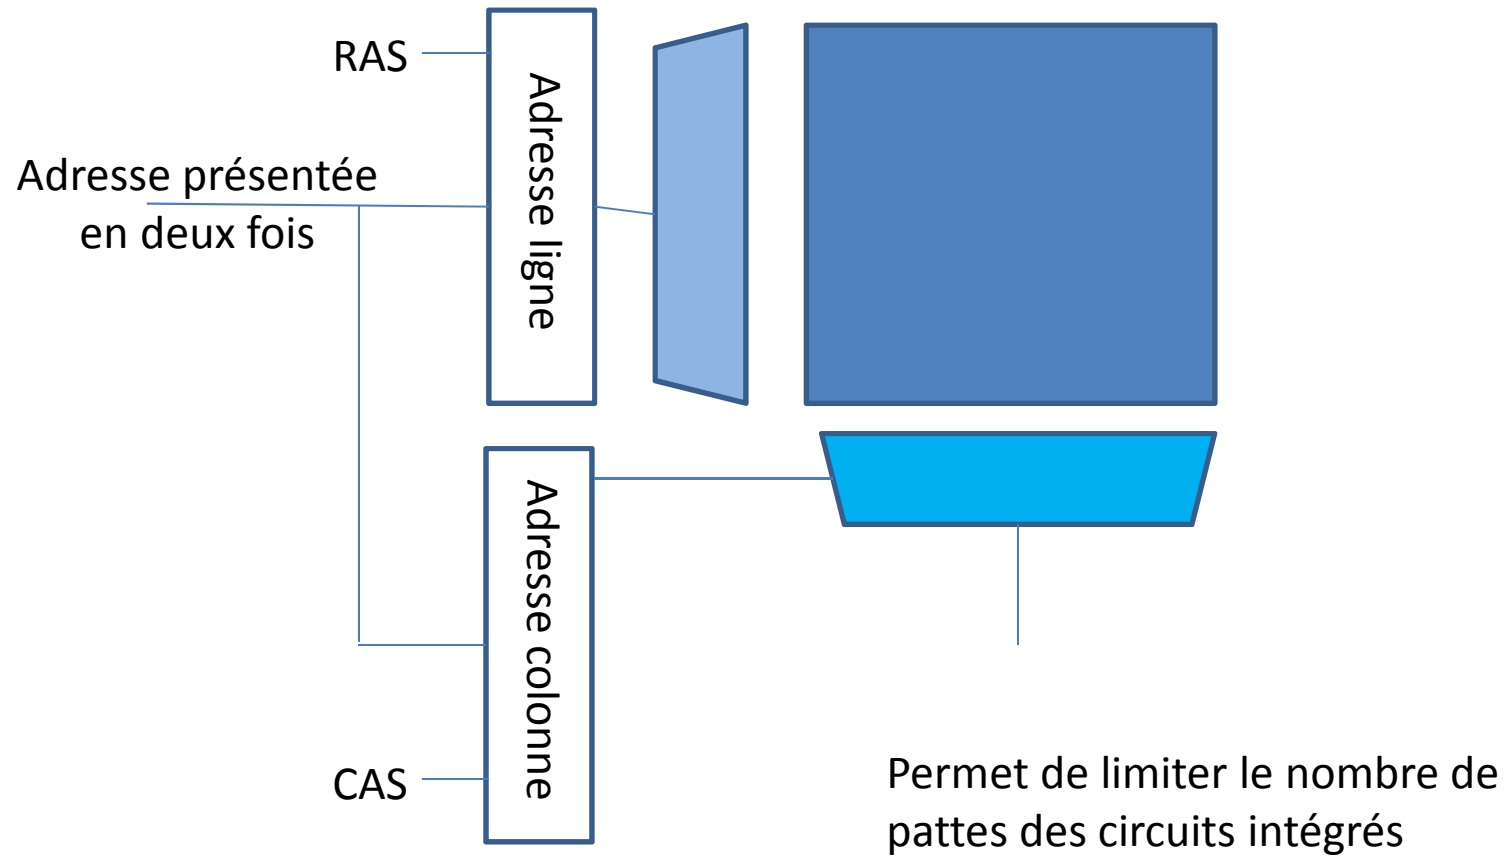 RAS
Adresse ligne
Adresse présentée
en deux fois
Adresse colonne
CAS
Permet de limiter le nombre de
pattes des circuits intégrés